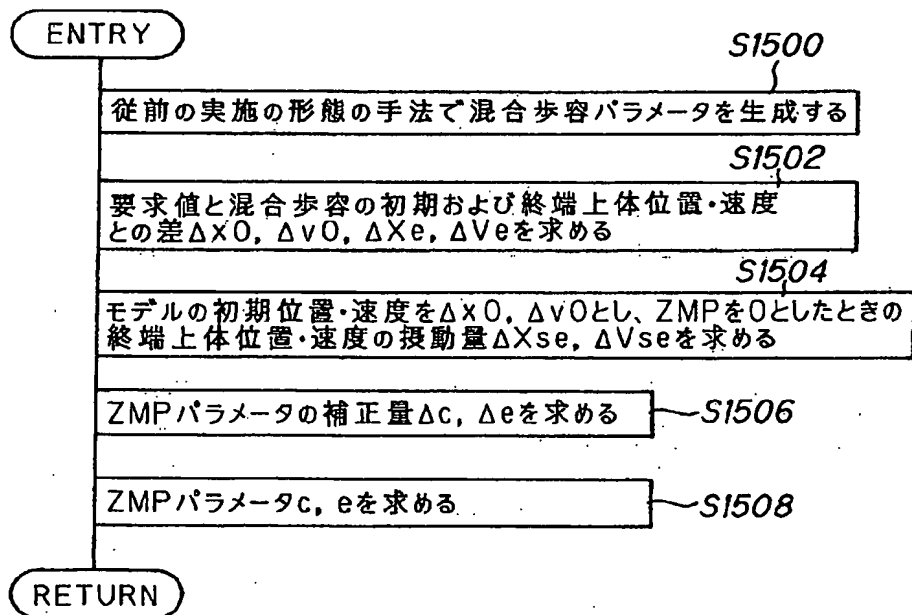 ENTRY
S1500
従前の実施の形態の手法で混合歩容パラメータを生成する
S1502
要求値と混合歩容の初期および終端上体位置・速度
との差Δx0, Δv0, ΔXe, ΔVeを求める
S1504
モデルの初期位置・速度をΔx0, Δv0とし、ZMPを0としたときの
終端上体位置・速度の摂動量ΔXse, ΔVseを求める
ZMPパラメータの補正量Δc, Δeを求める
S1506
ZMPパラメータc, eを求める
S1508
RETURN